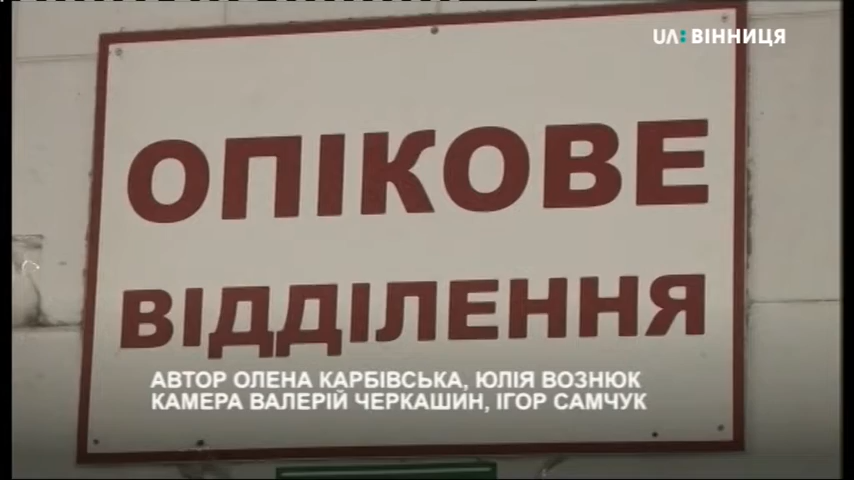 UA: ВІННИЦЯ
ОПІКОВЕ
ВІДДІЛЕННЯ
АВТОР ОЛЕНА КАРБІВСЬКА, ЮЛІЯ ВОЗНЮК
КАМЕРА ВАЛЕРІЙ ЧЕРКАШИН, ІГОР САМЧУК